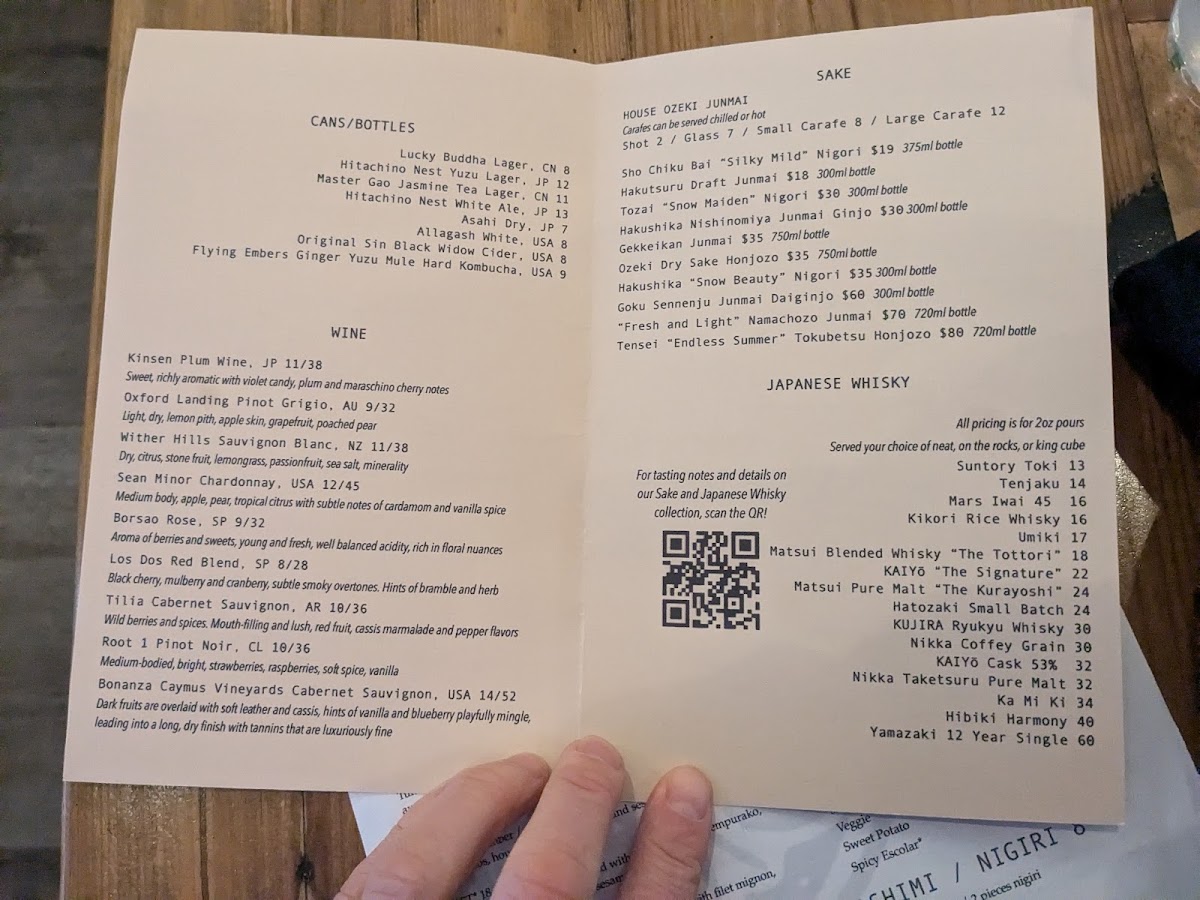 CANS/BOTTLES
Lucky Buddha Lager, CN 8
Hitachino Nest Yuzu Lager, JP 12
Master Gao Jasmine Tea Lager, CN 11
Hitachino Nest White Ale, JP 13
Asahi Dry, JP 7
Allagash White, USA 8
Original Sin Black Widow Cider, USA 8
Flying Embers Ginger Yuzu Mule Hard Kombucha, USA 9
WINE
Kinsen Plum Wine, JP 11/38
Sweet, richly aromatic with violet candy, plum and maraschino cherry notes
Oxford Landing Pinot Grigio, AU 9/32
Light, dry, lemon pith, apple skin, grapefruit, poached pear
Wither Hills Sauvignon Blanc, NZ 11/38
Dry, citrus, stone fruit, lemongrass, passionfruit, sea salt, minerality
Sean Minor Chardonnay, USA 12/45
Medium body, apple, pear, tropical citrus with subtle notes of cardamom and vanilla spice
Borsao Rose, SP 9/32
Aroma of berries and sweets, young and fresh, well balanced acidity, rich in floral nuances
Los Dos Red Blend, SP 8/28
Black cherry, mulberry and cranberry, subtle smoky overtones. Hints of bramble and herb
Tilia Cabernet Sauvignon, AR 10/36
Wild berries and spices. Mouth-filling and lush, red fruit, cassis marmalade and pepper flavors
Root 1 Pinot Noir, CL 10/36
Medium-bodied, bright, strawberries, raspberries, soft spice, vanilla
Bonanza Caymus Vineyards Cabernet Sauvignon, USA 14/52
Dark fruits are overlaid with soft leather and cassis, hints of vanilla and blueberry playfully mingle,
leading into a long, dry finish with tannins that are luxuriously fine
SAKE
HOUSE OZEKI JUNMAI
Carafes can be served chilled or hot
Shot 2 / Glass 7 / Small Carafe 8 / Large Carafe 12
Sho Chiku Bai “Silky Mild” Nigori $19 375ml bottle
Hakutsuru Draft Junmai $18 300ml bottle
Tozai “Snow Maiden” Nigori $30 300ml bottle
Hakushika Nishinomiya Junmai Ginjo $30 300ml bottle
Gekkeikan Junmai $35 750ml bottle
Ozeki Dry Sake Honjozo $35 750ml bottle
Hakushika “Snow Beauty” Nigori $35 300ml bottle
Goku Sennenju Junmai Daiginjo $60 300ml bottle
“Fresh and Light” Namachozo Junmai $70 720ml bottle
Tensei “Endless Summer” Tokubetsu Honjozo $80 720ml bottle
JAPANESE WHISKY
All pricing is for 2oz pours
Served your choice of neat, on the rocks, or king cube
For tasting notes and details on
our Sake and Japanese Whisky
collection, scan the QR!
Suntory Toki 13
Tenjaku 14
Mars Iwai 45 16
Kikori Rice Whisky 16
Umiki 17
Matsui Blended Whisky “The Tottori” 18
KAIYō “The Signature” 22
Matsui Pure Malt “The Kurayoshi” 24
Hatozaki Small Batch 24
KUJIRA Ryukyu Whisky 30
Nikka Coffey Grain 30
KAIYō Cask 53% 32
Nikka Taketsuru Pure Malt 32
Ka Mi Ki 34
Hibiki Harmony 40
Yamazaki 12 Year Single 60
Veggie
Sweet Potato
Spicy Escolar*
with filet mignon,
/ NIGIRI
2 pieces nigiri